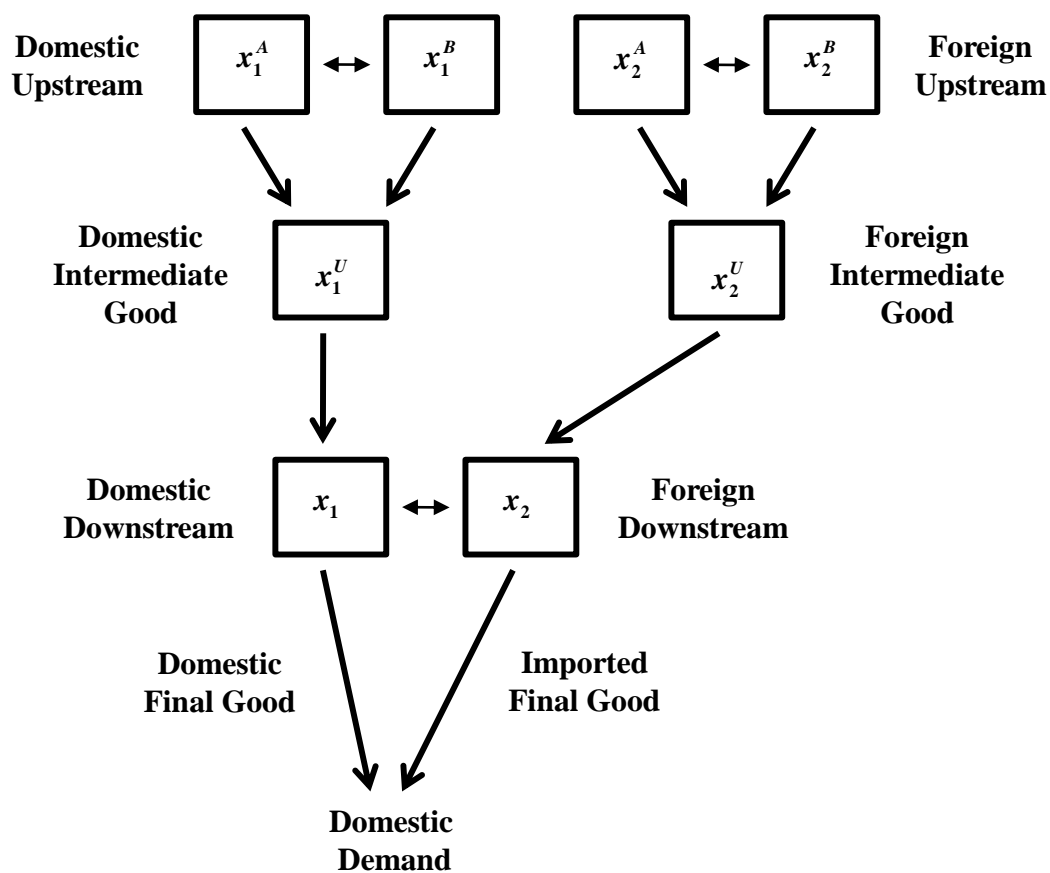 Domestic
Upstream
x_1^A
x_1^B
x_2^A
x_2^B
Foreign
Upstream
Domestic
Intermediate
Good
x_1^U
x_2^U
Foreign
Intermediate
Good
Domestic
Downstream
x_1
x_2
Foreign
Downstream
Domestic
Final Good
Imported
Final Good
Domestic
Demand